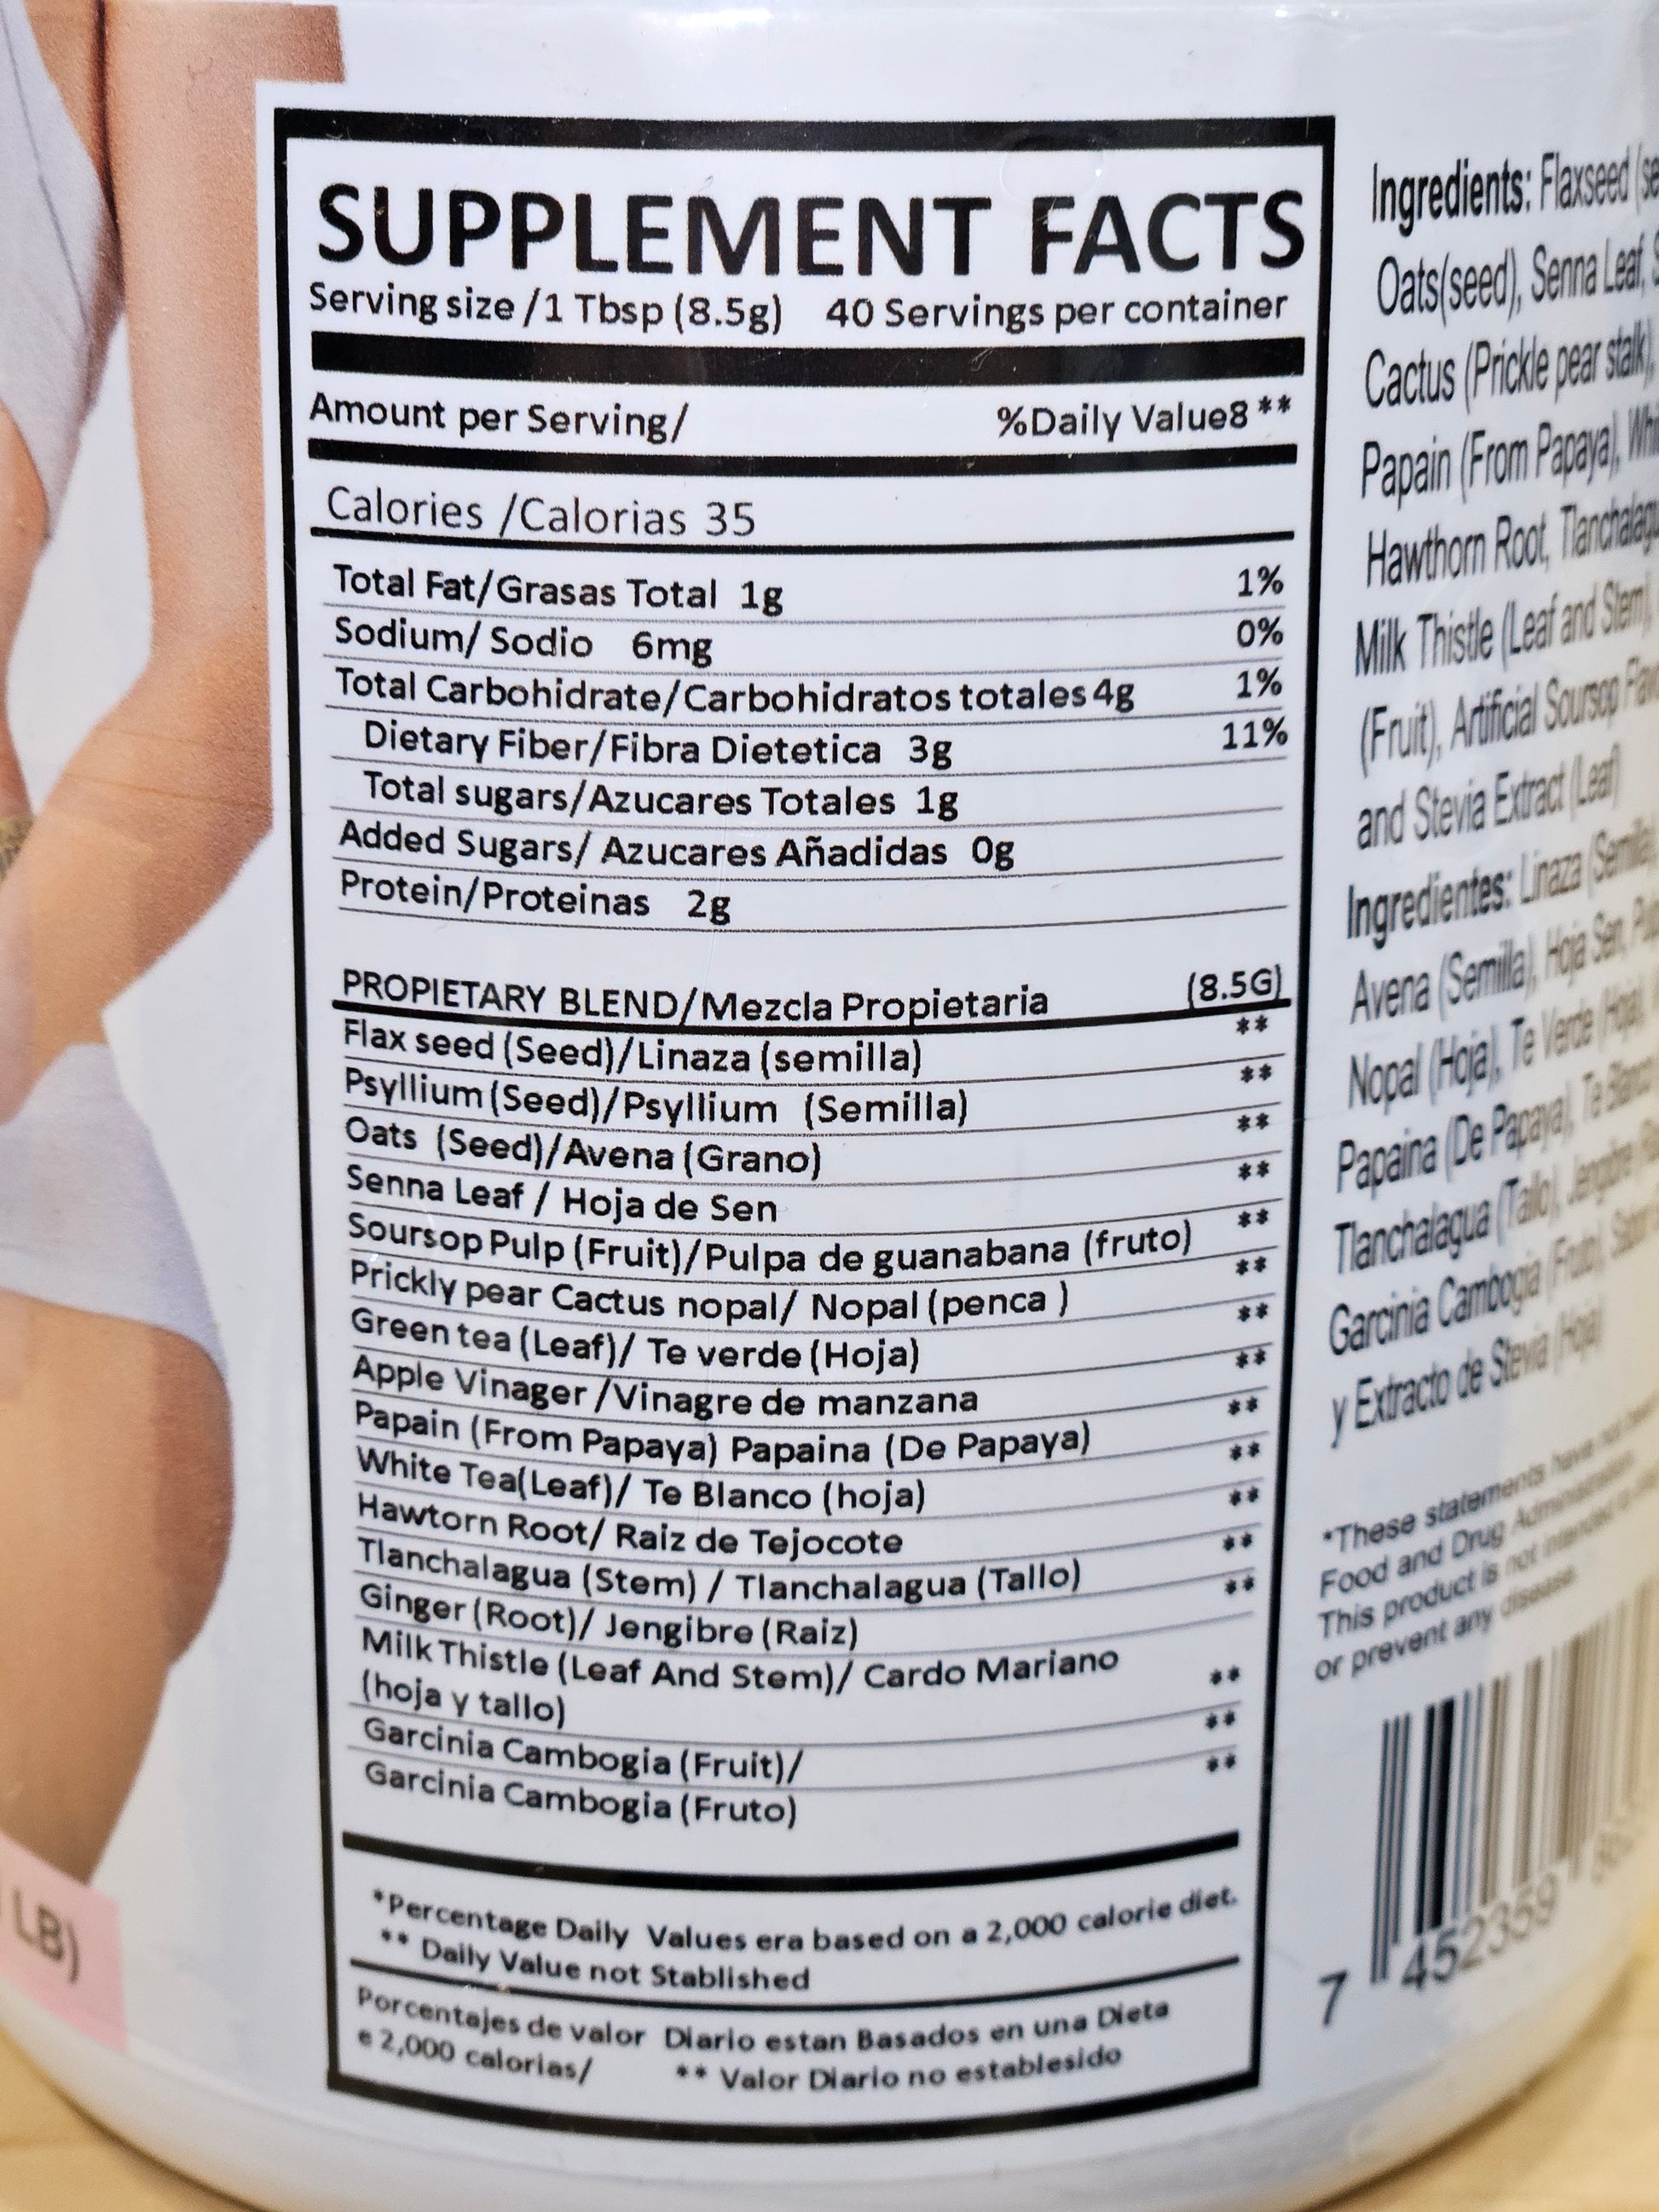 SUPPLEMENT FACTS
Serving size /1 Tbsp (8.5g) 40 Servings per container
Amount per Serving/ %Daily Value8**
Calories /Calorias 35
Total Fat/Grasas Total 1g 1%
Sodium/ Sodio 6mg 0%
Total Carbohidrate/Carbohidratos totales 4g 1%
Dietary Fiber/Fibra Dietetica 3g 11%
Total sugars/Azucares Totales 1g
Added Sugars/ Azucares Añadidas 0g
Protein/Proteinas 2g
PROPIETARY BLEND/Mezcla Propietaria (8.5G)
Flax seed (Seed)/Linaza (semilla) **
Psyllium (Seed)/Psyllium (Semilla) **
Oats (Seed)/Avena (Grano) **
Senna Leaf / Hoja de Sen **
Soursop Pulp (Fruit)/Pulpa de guanabana (fruto) **
Prickly pear Cactus nopal/ Nopal (penca ) **
Green tea (Leaf)/ Te verde (Hoja) **
Apple Vinager /Vinagre de manzana **
Papain (From Papaya) Papaina (De Papaya) **
White Tea(Leaf)/ Te Blanco (hoja) **
Hawtorn Root/ Raiz de Tejocote **
Tlanchalagua (Stem) / Tlanchalagua (Tallo) **
Ginger (Root)/ Jengibre (Raiz) **
Milk Thistle (Leaf And Stem)/ Cardo Mariano
(hoja y tallo) **
Garcinia Cambogia (Fruit)/ **
Garcinia Cambogia (Fruto) **
*Percentage Daily Values era based on a 2,000 calorie diet.
** Daily Value not Stablished
Porcentajes de valor Diario estan Basados en una Dieta
e 2,000 calorias/ ** Valor Diario no establesido
LB)
Ingredients: Flaxseed
Oats(seed), Senna Leaf,
Cactus (Prickle pear stalk),
Papain (From Papaya),
Hawthorn Root,
Milk Thistle (Leaf and Stem),
(Fruit), Artificial Soursop
and Stevia Extract (Leaf)
Ingredientes: Linaza
Avena (Semilla), Hoja Sen,
Nopal (Hoja), Te Verde (Hoja),
Papaina (De Papaya), Te
Tlanchalagua (Tallo), Jengibre
Garcinia Cambogia (Fruto),
y Extracto de Stevia (Hoja)
*These statements have
Food and Drug Administration.
This product is not intended
or prevent any disease.
7 452359